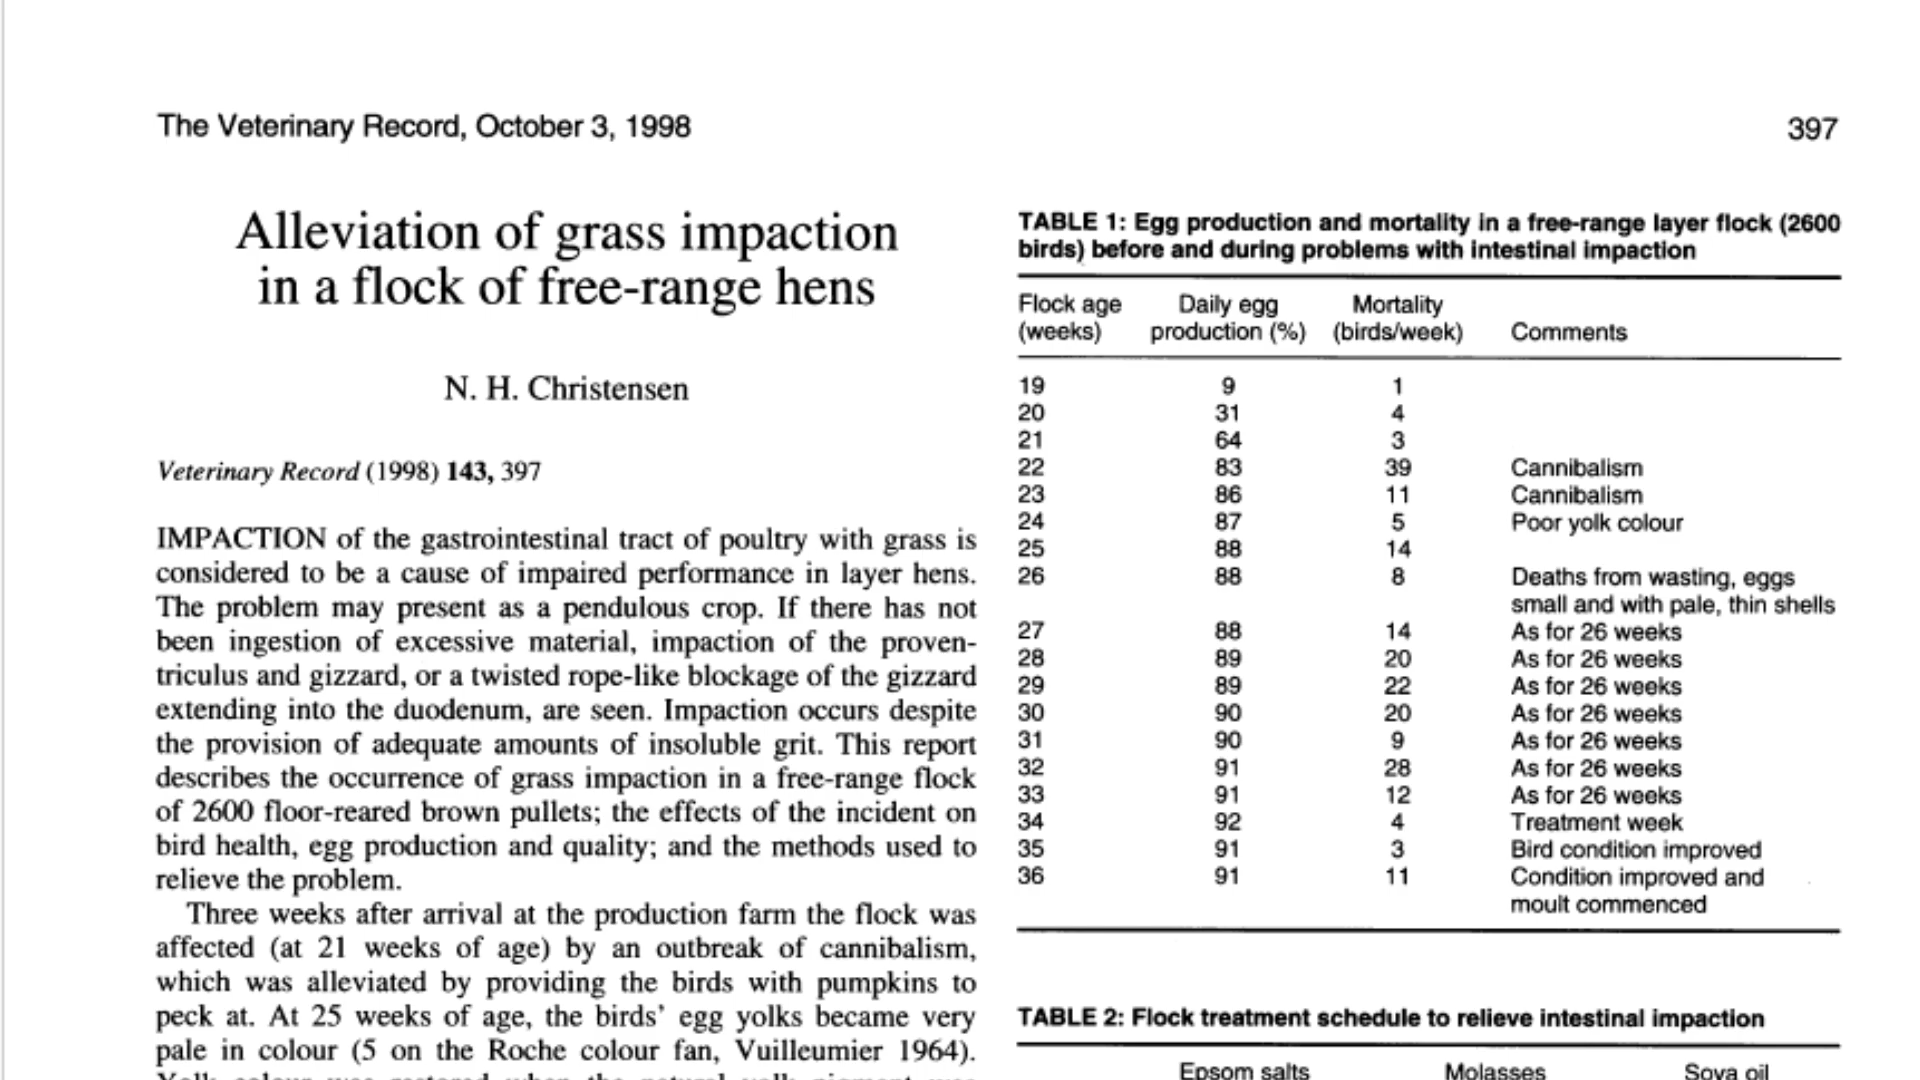 The Veterinary Record, October 3, 1998
397
Alleviation of grass impaction
in a flock of free-range hens
N. H. Christensen
Veterinary Record (1998) 143, 397
IMPACTION of the gastrointestinal tract of poultry with grass is
considered to be a cause of impaired performance in layer hens.
The problem may present as a pendulous crop. If there has not
been ingestion of excessive material, impaction of the proven-
triculus and gizzard, or a twisted rope-like blockage of the gizzard
extending into the duodenum, are seen. Impaction occurs despite
the provision of adequate amounts of insoluble grit. This report
describes the occurrence of grass impaction in a free-range flock
of 2600 floor-reared brown pullets; the effects of the incident on
bird health, egg production and quality; and the methods used to
relieve the problem.
Three weeks after arrival at the production farm the flock was
affected (at 21 weeks of age) by an outbreak of cannibalism,
which was alleviated by providing the birds with pumpkins to
peck at. At 25 weeks of age, the birds' egg yolks became very
pale in colour (5 on the Roche colour fan, Vuilleumier 1964).
Yolk colour was restored when the natural yolk pigment was
TABLE 1: Egg production and mortality in a free-range layer flock (2600
birds) before and during problems with intestinal impaction
Flock age Daily egg Mortality
(weeks) production (%) (birds/week) Comments
19 9 1
20 31 4
21 64 3
22 83 39 Cannibalism
23 86 11 Cannibalism
24 87 5 Poor yolk colour
25 88 14
26 88 8 Deaths from wasting, eggs
small and with pale, thin shells
27 88 14 As for 26 weeks
28 89 20 As for 26 weeks
29 89 22 As for 26 weeks
30 90 20 As for 26 weeks
31 90 9 As for 26 weeks
32 91 28 As for 26 weeks
33 91 12 As for 26 weeks
34 92 4 Treatment week
35 91 3 Bird condition improved
36 91 11 Condition improved and
moult commenced
TABLE 2: Flock treatment schedule to relieve intestinal impaction
Epsom salts Molasses Soya oil